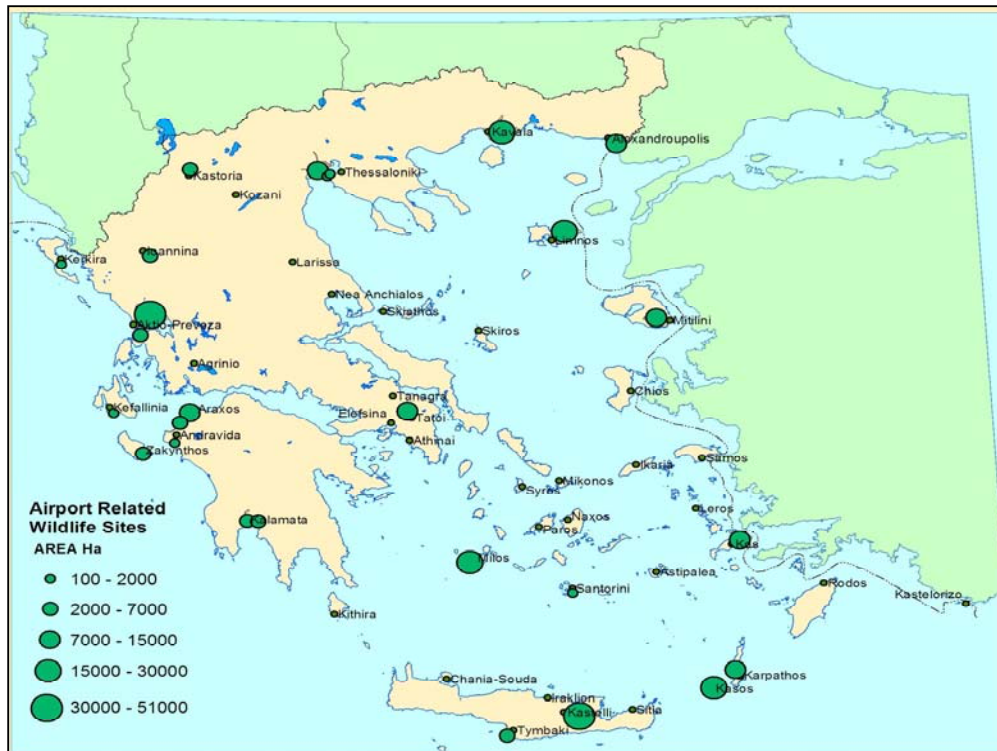 Kavala
Aloxandroupolis
Kastoria
Thessaloniki
Kozani
Limnos
Ioannina
Kerkira
Larissa
Nea Anchialos
Skiathos
Aktio-Preveza
Skiros
Mitilini
Agrinio
Chios
Tanagra
Kefallinia
Araxos
Elefsina
Tatoi
Andravida
Athinai
Zakynthos
Samos
Ikaria
Mikonos
Syros
Leros
Naxos
Paros
Kalamata
Kos
Milos
Astipalea
Santorini
Rodos
Kastelorizo
Kithira
Karpathos
Kasos
Chania-Souda
Iraklion
Kastelli
Sitia
Tymbaki
Airport Related
Wildlife Sites
AREA Ha
100 - 2000
2000 - 7000
7000 - 15000
15000 - 30000
30000 - 51000